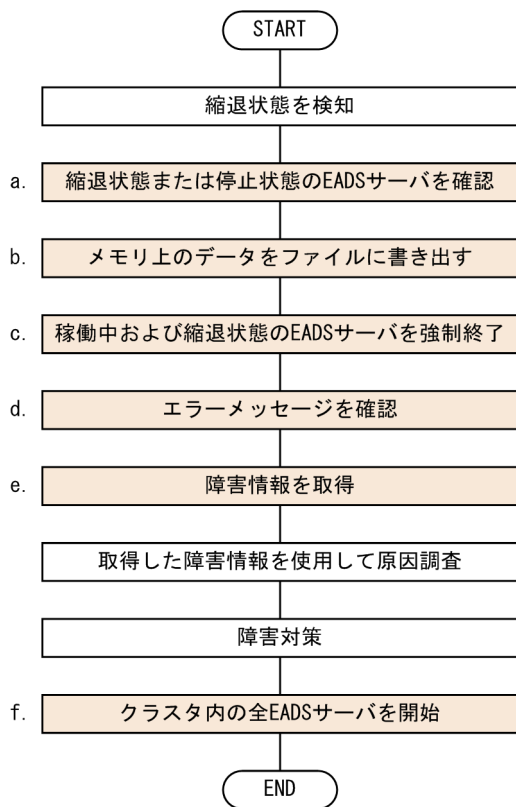 START
縮退状態を検知
a. 縮退状態または停止状態のEADSサーバを確認
b. メモリ上のデータをファイルに書き出す
c. 稼働中および縮退状態のEADSサーバを強制終了
d. エラーメッセージを確認
e. 障害情報を取得
取得した障害情報を使用して原因調査
障害対策
f. クラスタ内の全EADSサーバを開始
END